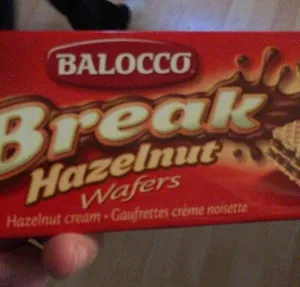 BALOCCO
Break
Hazelnut
Wafers
Hazelnut cream - Gaufrettes crème noisette